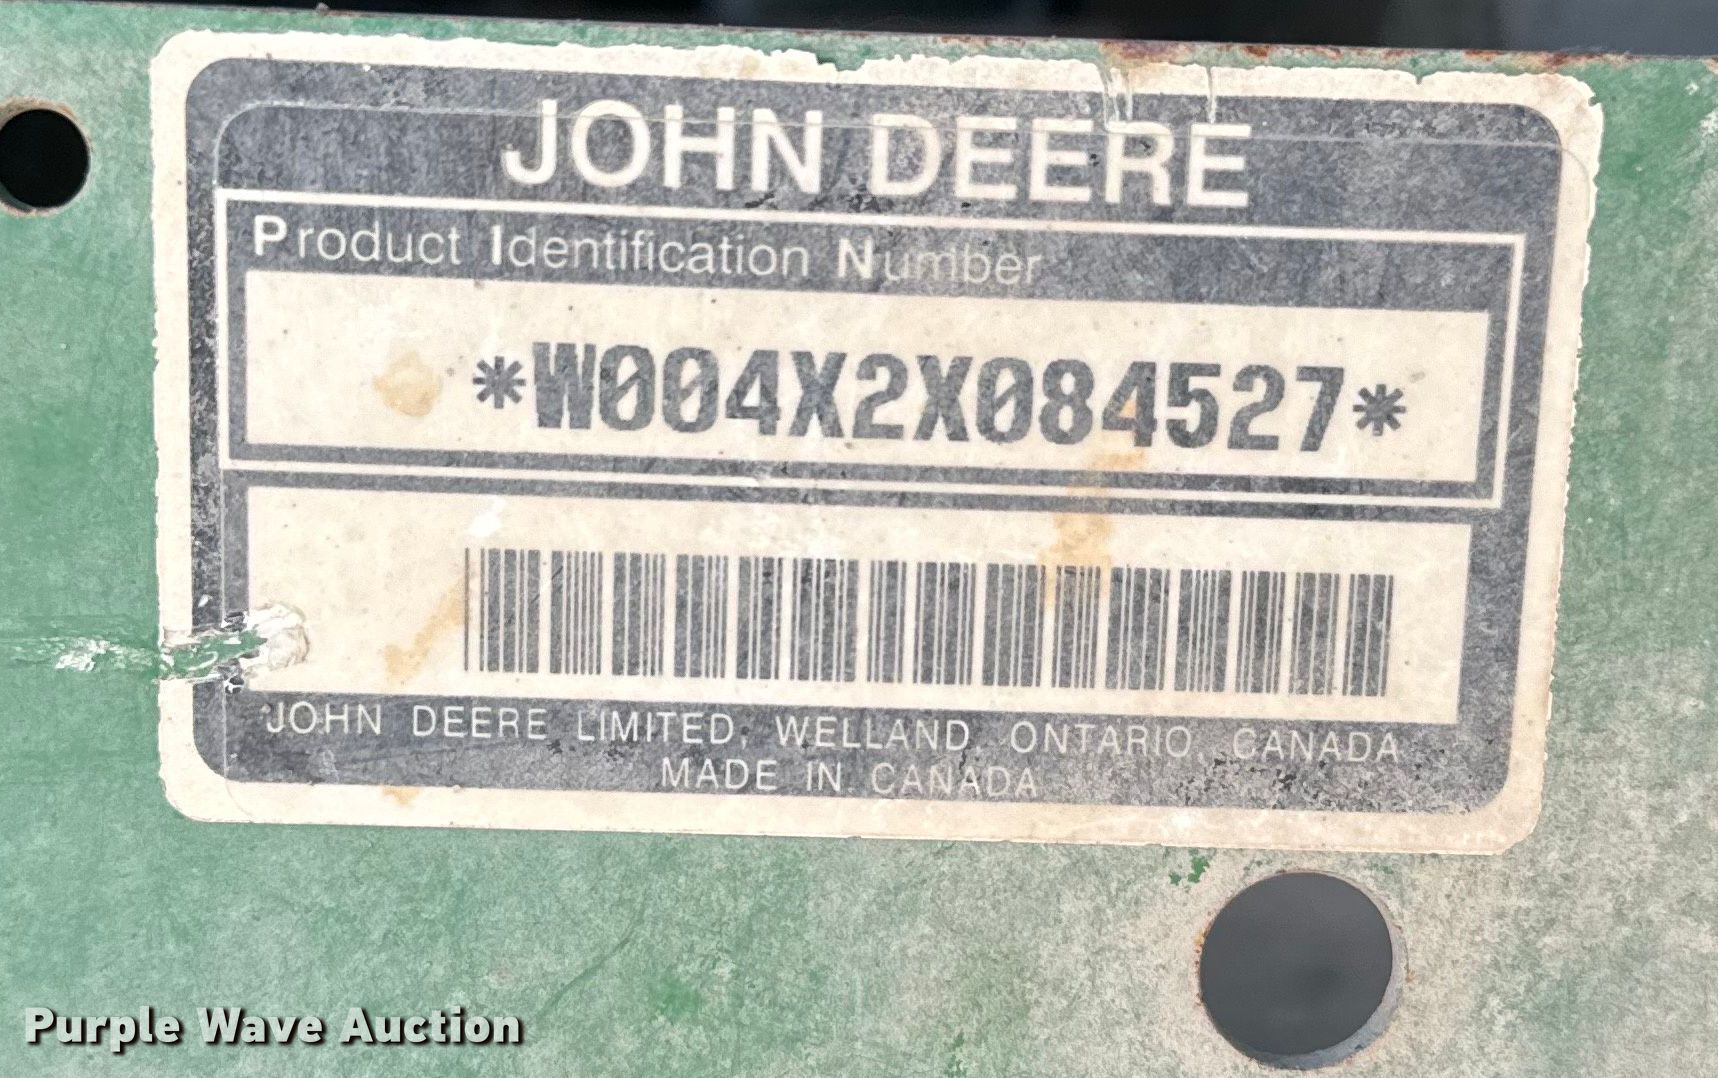 JOHN DEERE
Product Identification Number
*W004X2X084527*
JOHN DEERE LIMITED, WELLAND, ONTARIO, CANADA
MADE IN CANADA
Purple Wave Auction